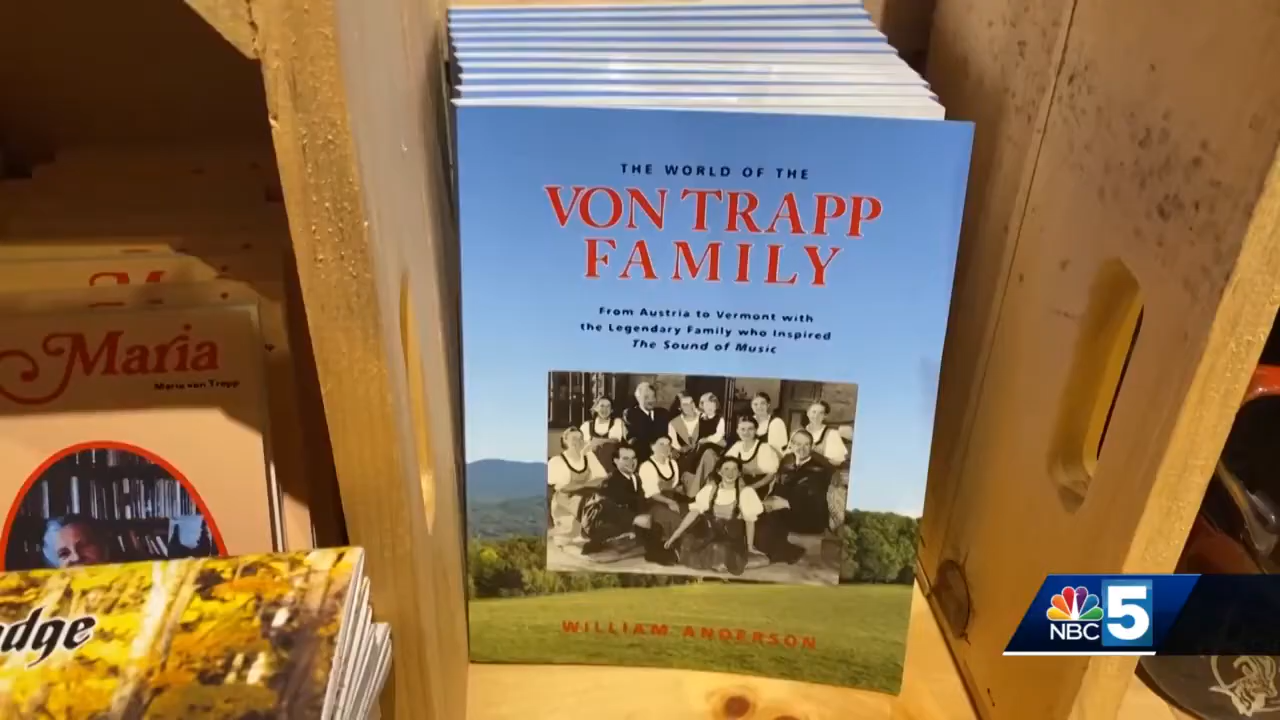 THE WORLD OF THE
VON TRAPP
FAMILY
From Austria to Vermont with
the Legendary Family who Inspired
The Sound of Music
WILLIAM ANDERSON
M
Maria
Maria von Trapp
dge
NBC 5